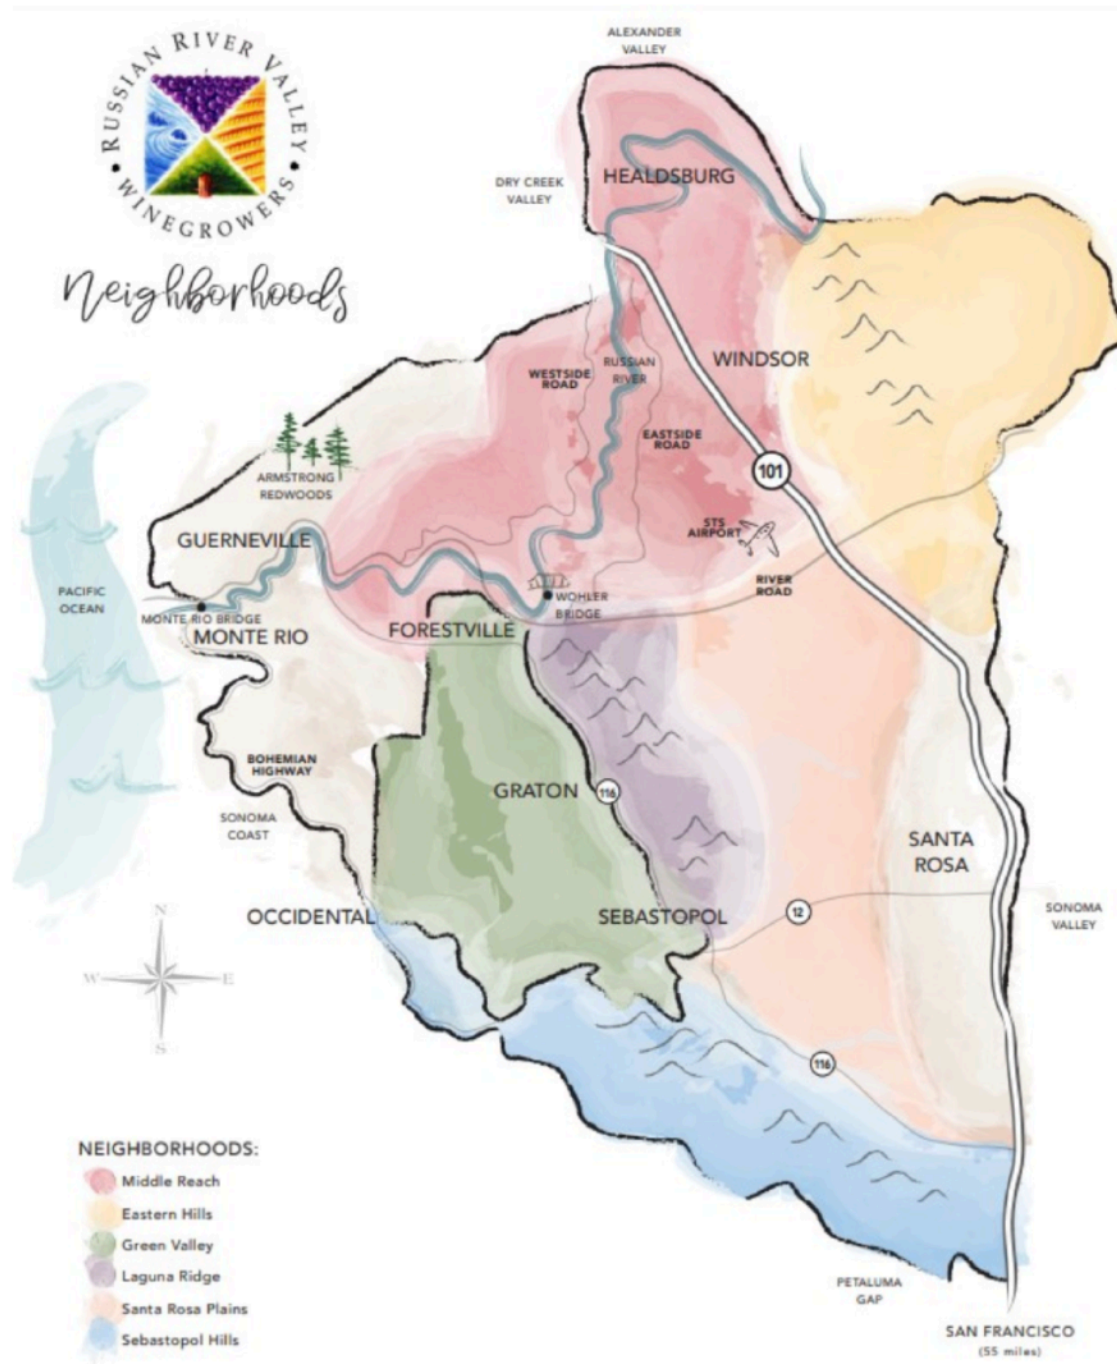 RUSSIAN RIVER VALLEY
WINEGROWERS
Neighborhoods
ALEXANDER
VALLEY
DRY CREEK
VALLEY
HEALDSBURG
WINDSOR
WESTSIDE
ROAD
RUSSIAN
RIVER
EASTSIDE
ROAD
101
ARMSTRONG
REDWOODS
STS
AIRPORT
GUERNEVILLE
RIVER
ROAD
PACIFIC
OCEAN
WOHLER
BRIDGE
MONTE RIO BRIDGE
MONTE RIO
FORESTVILLE
BOHEMIAN
HIGHWAY
GRATON
116
SONOMA
COAST
SANTA
ROSA
OCCIDENTAL
SEBASTOPOL
12
SONOMA
VALLEY
N
W
E
S
116
NEIGHBORHOODS:
Middle Reach
Eastern Hills
Green Valley
Laguna Ridge
Santa Rosa Plains
Sebastopol Hills
PETALUMA
GAP
SAN FRANCISCO
(55 miles)